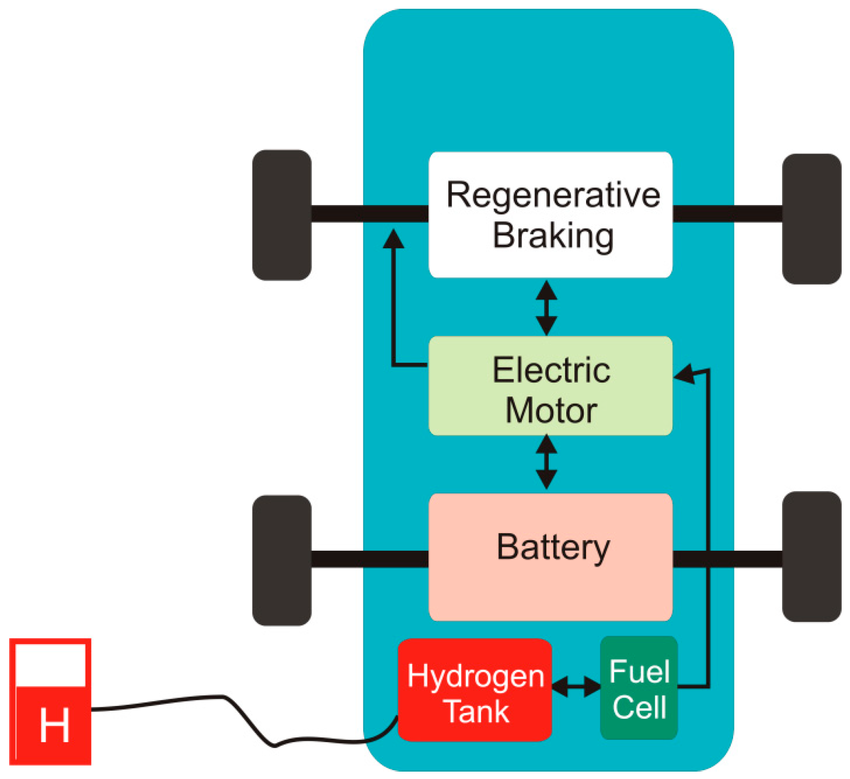 Regenerative
Braking
Electric
Motor
Battery
Hydrogen
Tank
Fuel
Cell
H